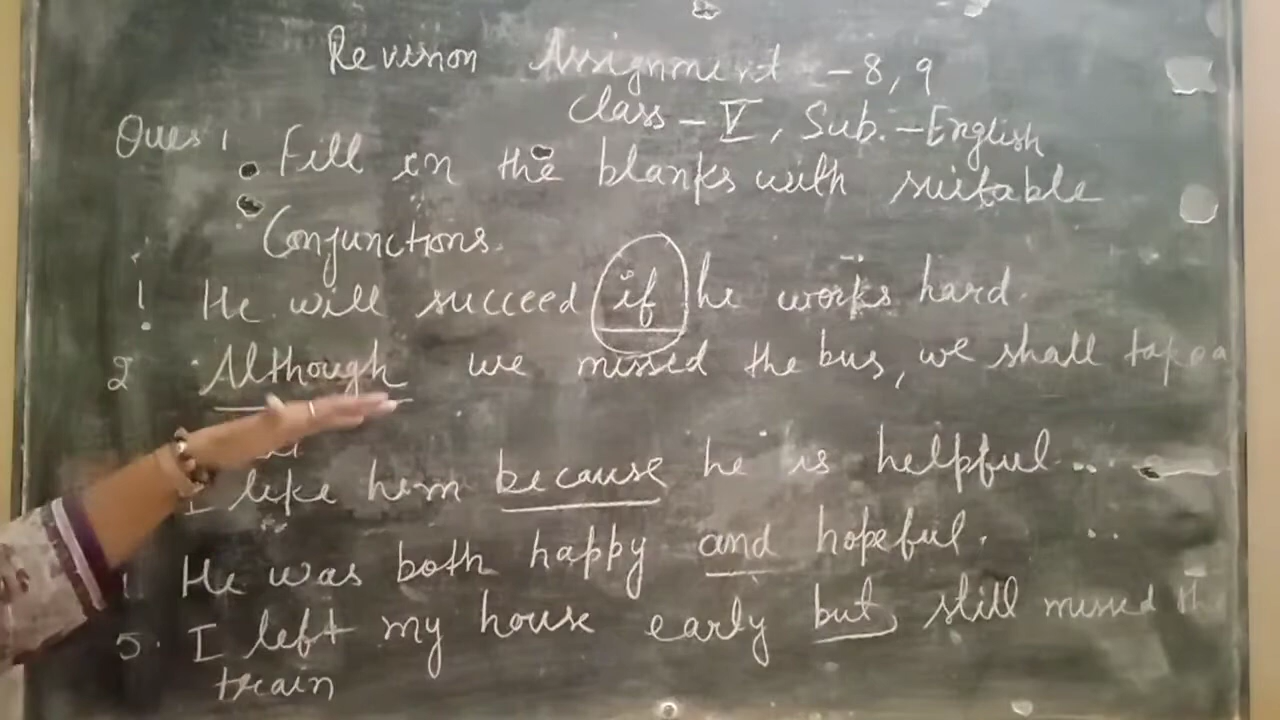 Revision Assignment - 8, 9
Class - V, Sub. - English
Ques 1. Fill in the blanks with suitable
Conjunctions.
1. He will succeed if he works hard.
2 Although we missed the bus, we shall take a
I like him because he is helpful
He was both happy and hopeful.
5. I left my house early but still missed
train